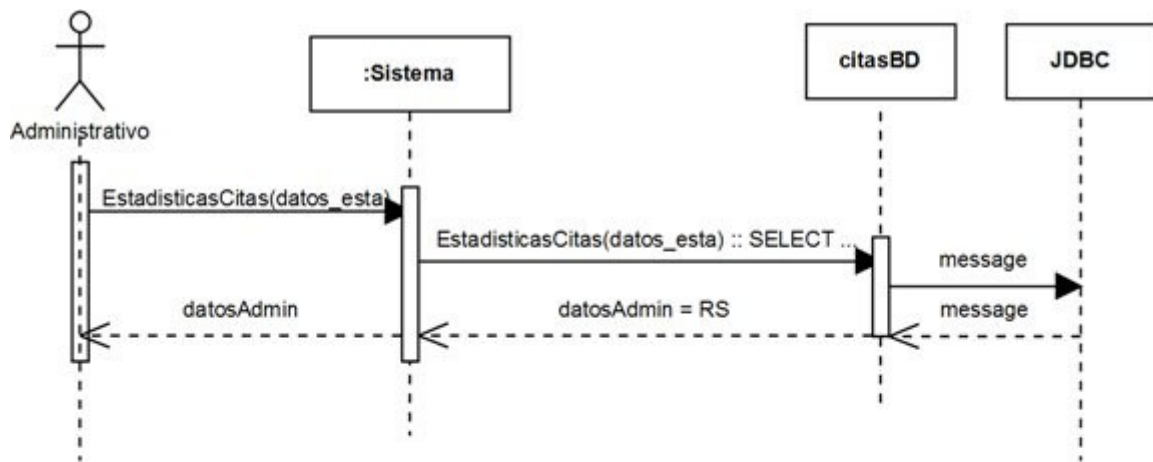 :Sistema
citasBD
JDBC
Administrativo
EstadisticasCitas(datos_esta)
EstadisticasCitas(datos_esta) :: SELECT ...
message
datosAdmin
datosAdmin = RS
message